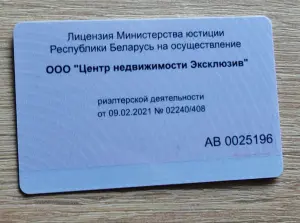 Лицензия Министерства юстиции
Республики Беларусь на осуществление
ООО "Центр недвижимости Эксклюзив"
риэлтерской деятельности
от 09.02.2021 № 02240/408
АВ 0025196